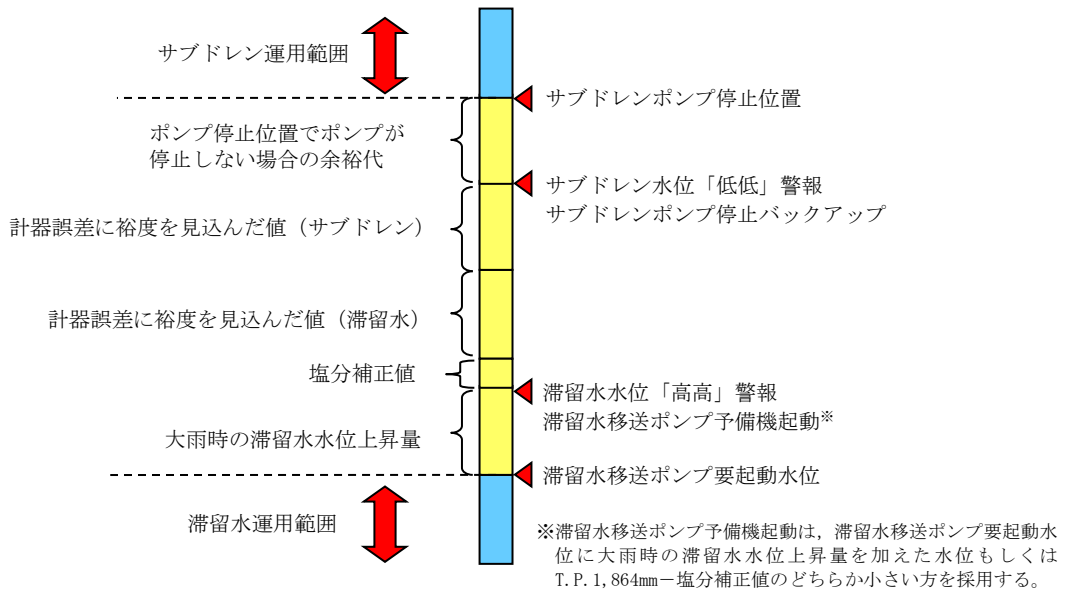 サブドレン運用範囲
サブドレンポンプ停止位置
ポンプ停止位置でポンプが
停止しない場合の余裕代
サブドレン水位「低低」警報
サブドレンポンプ停止バックアップ
計器誤差に裕度を見込んだ値（サブドレン）
計器誤差に裕度を見込んだ値（滞留水）
塩分補正値
滞留水水位「高高」警報
滞留水移送ポンプ予備機起動※
大雨時の滞留水水位上昇量
滞留水移送ポンプ要起動水位
滞留水運用範囲
※滞留水移送ポンプ予備機起動は，滞留水移送ポンプ要起動水
位に大雨時の滞留水水位上昇量を加えた水位もしくは
T.P.1,864mm－塩分補正値のどちらか小さい方を採用する。